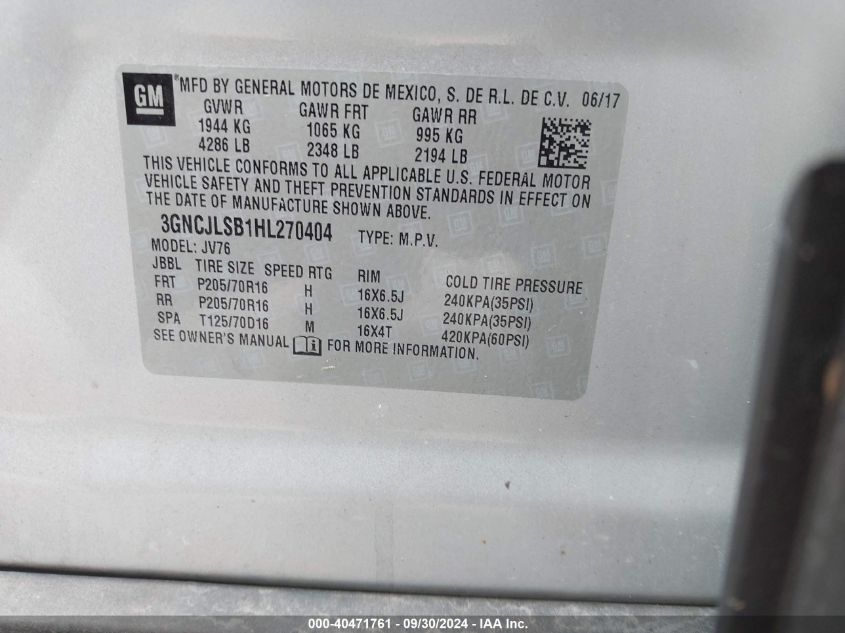 GM
*MFD BY GENERAL MOTORS DE MEXICO, S. DE R.L. DE C.V. 06/17
GVWR GAWR FRT GAWR RR
1944 KG 1065 KG 995 KG
4286 LB 2348 LB 2194 LB
THIS VEHICLE CONFORMS TO ALL APPLICABLE U.S. FEDERAL MOTOR
VEHICLE SAFETY AND THEFT PREVENTION STANDARDS IN EFFECT ON
THE DATE OF MANUFACTURE SHOWN ABOVE.
3GNCJLSB1HL270404 TYPE: M.P.V.
MODEL: JV76
JBBL TIRE SIZE SPEED RTG RIM COLD TIRE PRESSURE
FRT P205/70R16 H 16X6.5J 240KPA(35PSI)
RR P205/70R16 H 16X6.5J 240KPA(35PSI)
SPA T125/70D16 M 16X4T 420KPA(60PSI)
SEE OWNER'S MANUAL i FOR MORE INFORMATION.
000-40471761 - 09/30/2024 - IAA Inc.